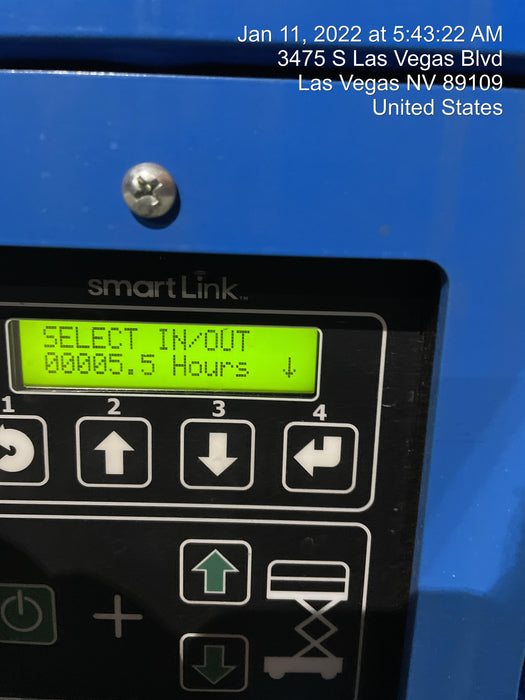 Jan 11, 2022 at 5:43:22 AM
3475 S Las Vegas Blvd
Las Vegas NV 89109
United States
smartLink™
SELECT IN/OUT
00005.5 Hours ↓
1 2 3 4